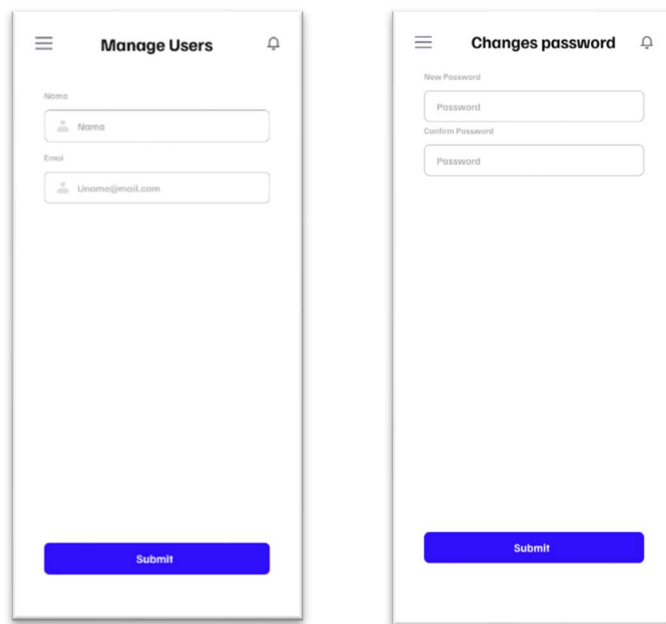 Manage Users
Nama
Nama
Emai
Uname@mail.com
Submit
Changes password
New Password
Password
Confirm Password
Password
Submit